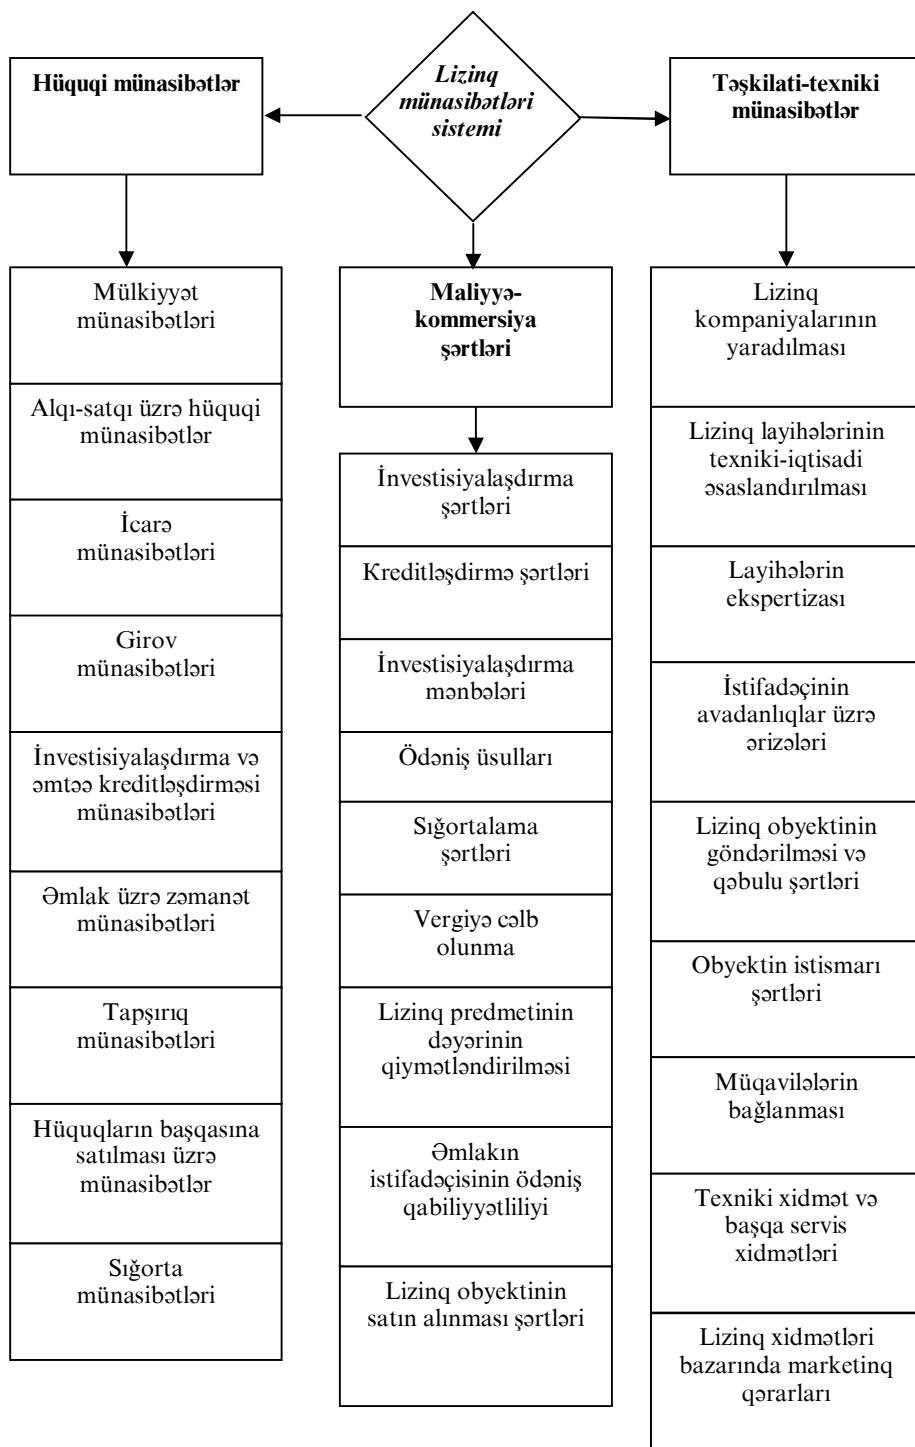 Hüquqi münasibətlər
Lizinq
münasibətləri
sistemi
Təşkilati-texniki
münasibətlər
Mülkiyyət
münasibətləri
Alqı-satqı üzrə hüquqi
münasibətlər
İcarə
münasibətləri
Girov
münasibətləri
İnvestisiyalaşdırma və
əmtəə kreditləşdirməsi
münasibətləri
Əmlak üzrə zəmanət
münasibətləri
Tapşırıq
münasibətləri
Hüquqların başqasına
satılması üzrə
münasibətlər
Sığorta
münasibətləri
Maliyyə-
kommersiya
şərtləri
İnvestisiyalaşdırma
şərtləri
Kreditləşdirmə şərtləri
İnvestisiyalaşdırma
mənbələri
Ödəniş üsulları
Sığortalama
şərtləri
Vergiyə cəlb
olunma
Lizinq predmetinin
dəyərinin
qiymətləndirilməsi
Əmlakın
istifadəçisinin ödəniş
qabiliyyətliliyi
Lizinq obyektinin
satın alınması şərtləri
Lizinq
kompaniyalarının
yaradılması
Lizinq layihələrinin
texniki-iqtisadi
əsaslandırılması
Layihələrin
ekspertizası
İstifadəçinin
avadanlıqlar üzrə
ərizələri
Lizinq obyektinin
göndərilməsi və
qəbulu şərtləri
Obyektin istismarı
şərtləri
Müqavilələrin
bağlanması
Texniki xidmət və
başqa servis
xidmətləri
Lizinq xidmətləri
bazarında marketinq
qərarları